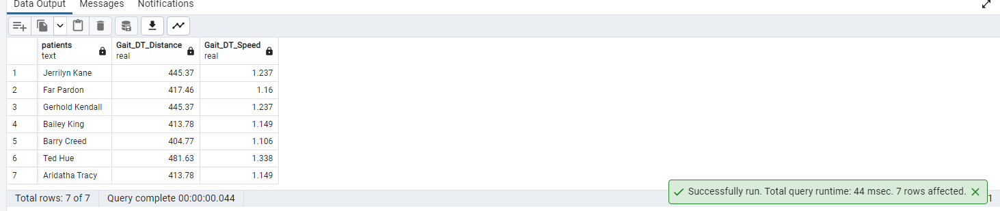 Data Output Messages Notifications
patients Gait_DT_Distance Gait_DT_Speed
text real real
1 Jerrilyn Kane 445.37 1.237
2 Far Pardon 417.46 1.16
3 Gerhold Kendall 445.37 1.237
4 Bailey King 413.78 1.149
5 Barry Creed 404.77 1.106
6 Ted Hue 481.63 1.338
7 Aridatha Tracy 413.78 1.149
Successfully run. Total query runtime: 44 msec. 7 rows affected.
Total rows: 7 of 7 Query complete 00:00:00.044 1